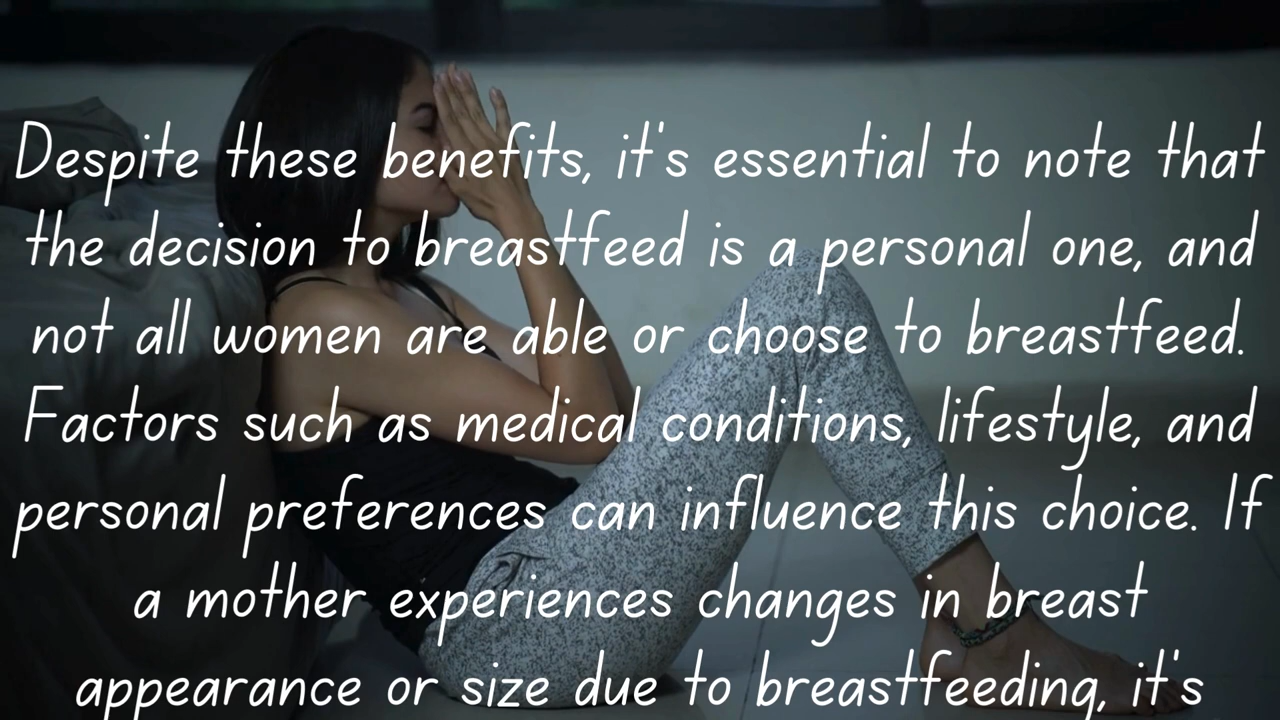 Despite these benefits, it's essential to note that
the decision to breastfeed is a personal one, and
not all women are able or choose to breastfeed.
Factors such as medical conditions, lifestyle, and
personal preferences can influence this choice. If
a mother experiences changes in breast
appearance or size due to breastfeeding, it's